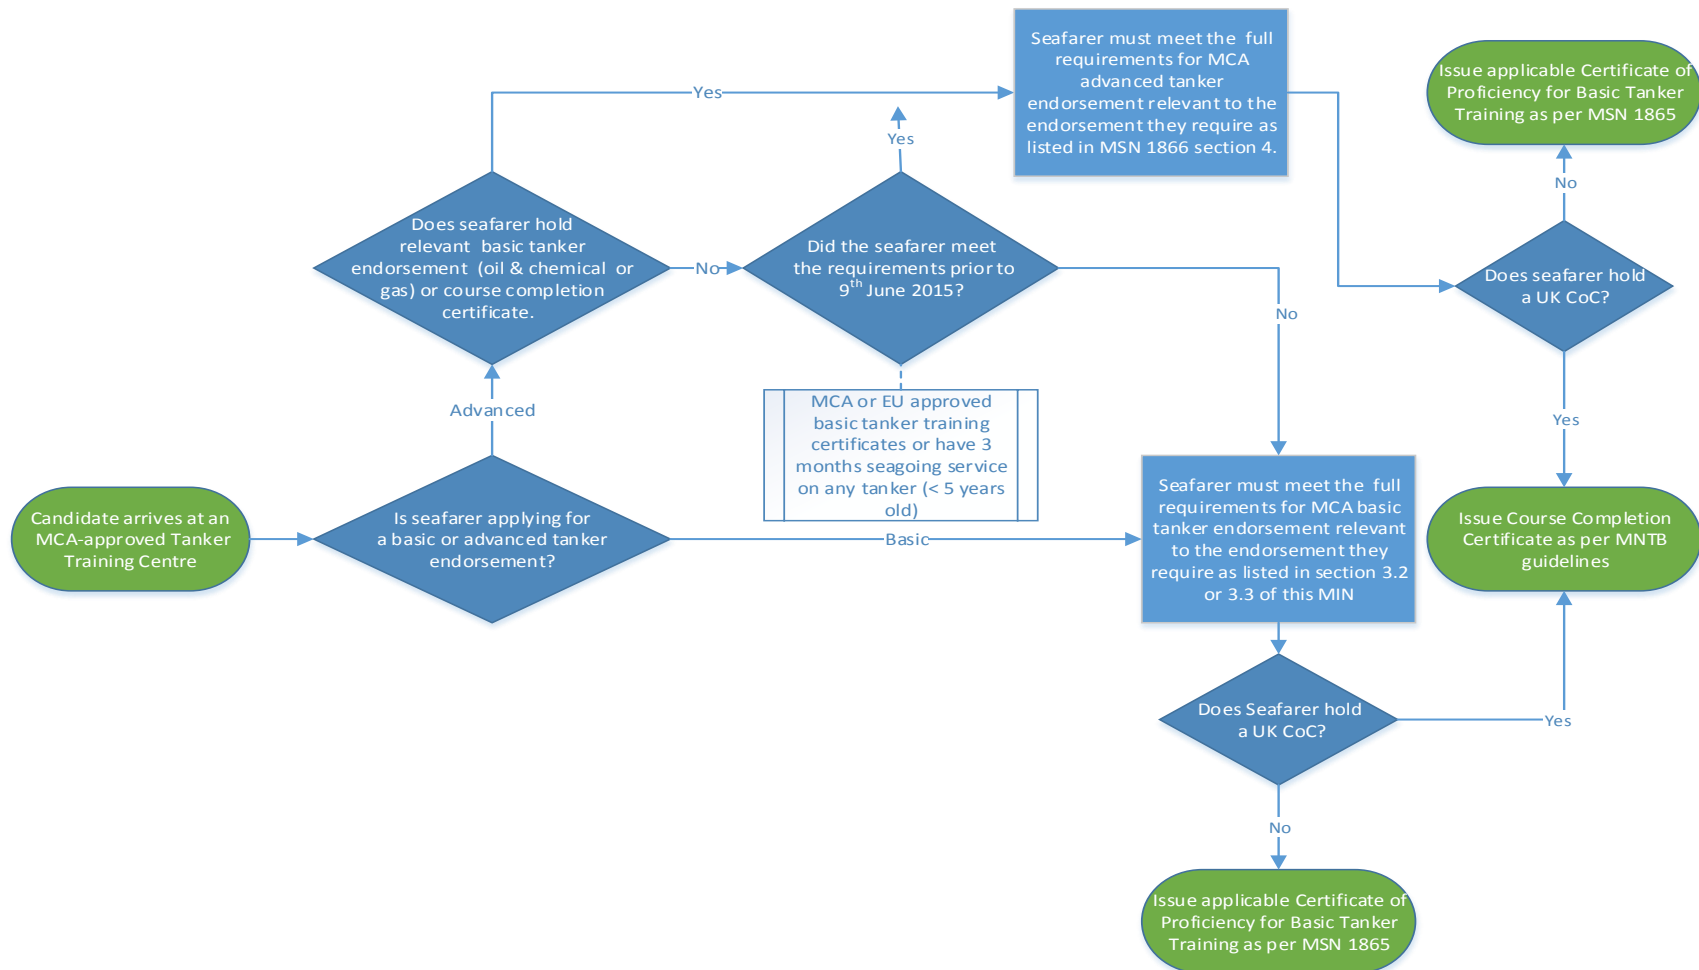 Seafarer must meet the full
requirements for MCA
advanced tanker
endorsement relevant to the
endorsement they require as
listed in MSN 1866 section 4.
Issue applicable Certificate of
Proficiency for Basic Tanker
Training as per MSN 1865
Yes
Yes
No
Does seafarer hold
relevant basic tanker
endorsement (oil & chemical or
gas) or course completion
certificate.
No
Did the seafarer meet
the requirements prior to
9th June 2015?
Does seafarer hold
a UK CoC?
No
Advanced
MCA or EU approved
basic tanker training
certificates or have 3
months seagoing service
on any tanker (< 5 years
old)
Yes
Candidate arrives at an
MCA-approved Tanker
Training Centre
Is seafarer applying for
a basic or advanced tanker
endorsement?
Basic
Seafarer must meet the full
requirements for MCA basic
tanker endorsement relevant
to the endorsement they
require as listed in section 3.2
or 3.3 of this MIN
Issue Course Completion
Certificate as per MNTB
guidelines
Does Seafarer hold
a UK CoC?
Yes
No
Issue applicable Certificate of
Proficiency for Basic Tanker
Training as per MSN 1865